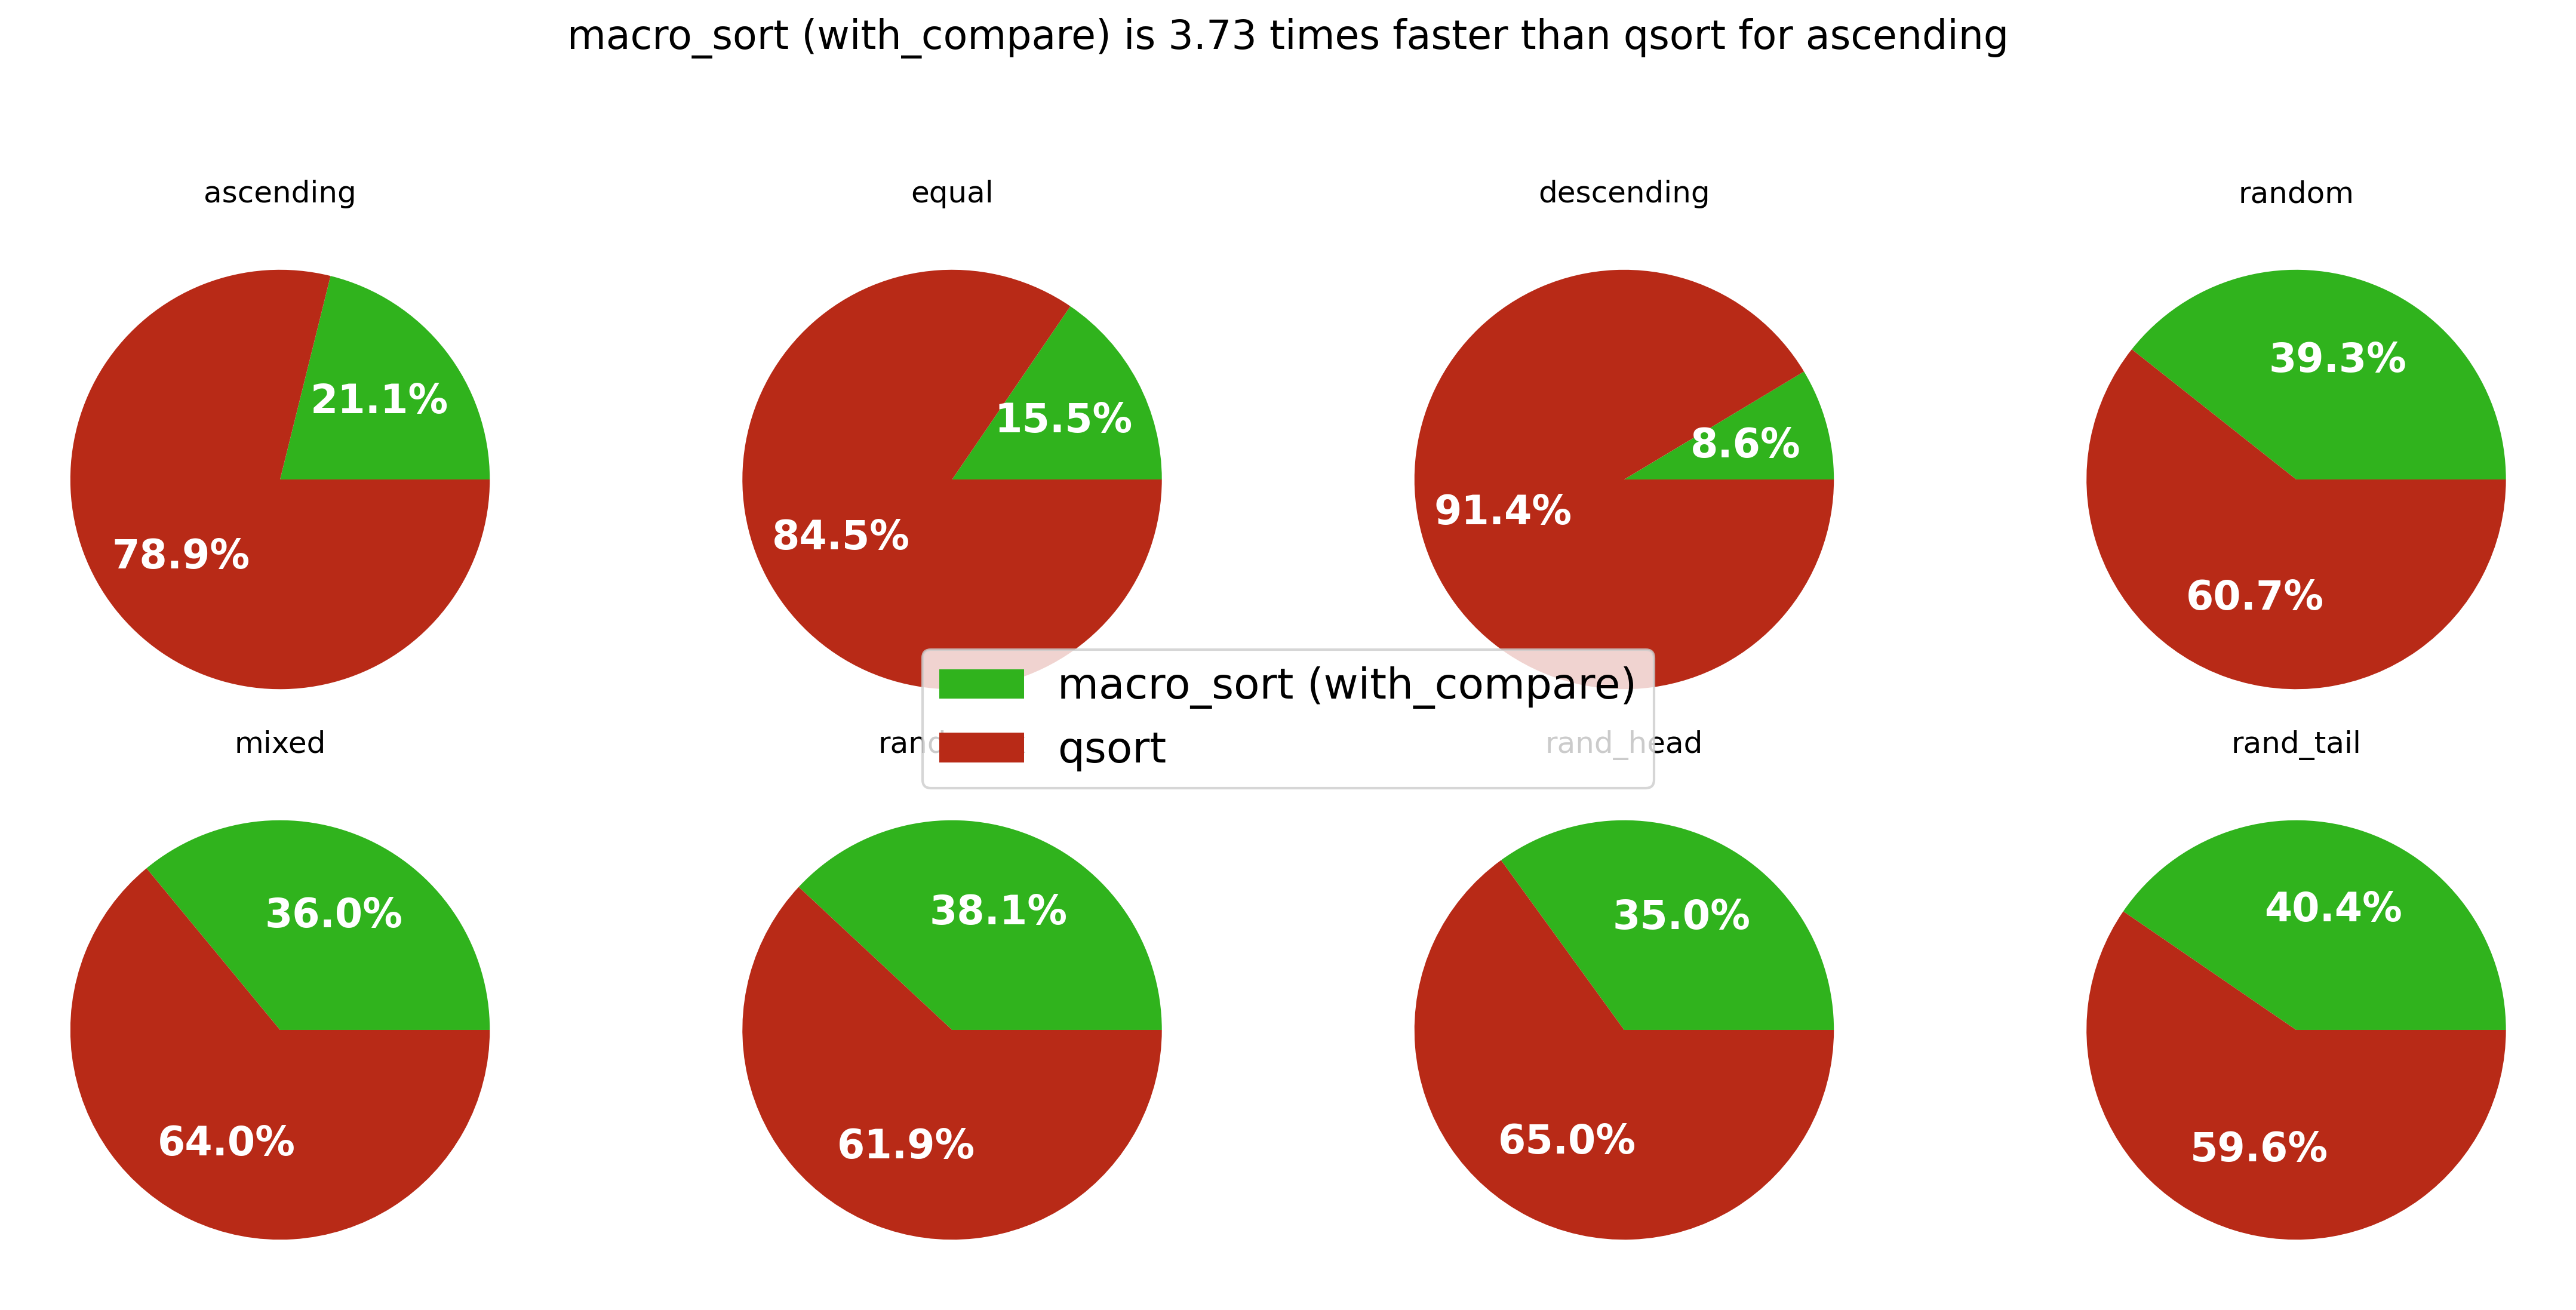 macro_sort (with_compare) is 3.73 times faster than qsort for ascending
ascending
equal
descending
random
21.1%
78.9%
15.5%
84.5%
8.6%
91.4%
39.3%
60.7%
macro_sort (with_compare)
qsort
mixed
rand_head
rand_tail
36.0%
64.0%
38.1%
61.9%
35.0%
65.0%
40.4%
59.6%